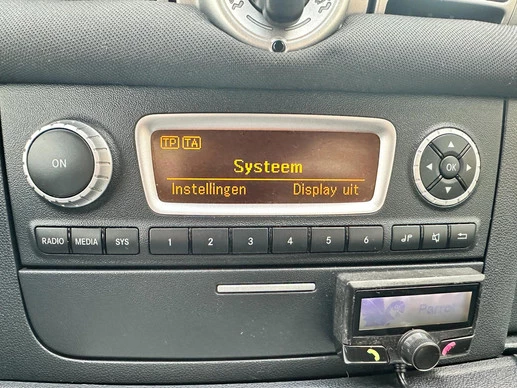 TP TA
Systeem
Instellingen Display uit
ON
OK
RADIO MEDIA SYS 1 2 3 4 5 6
Parrot